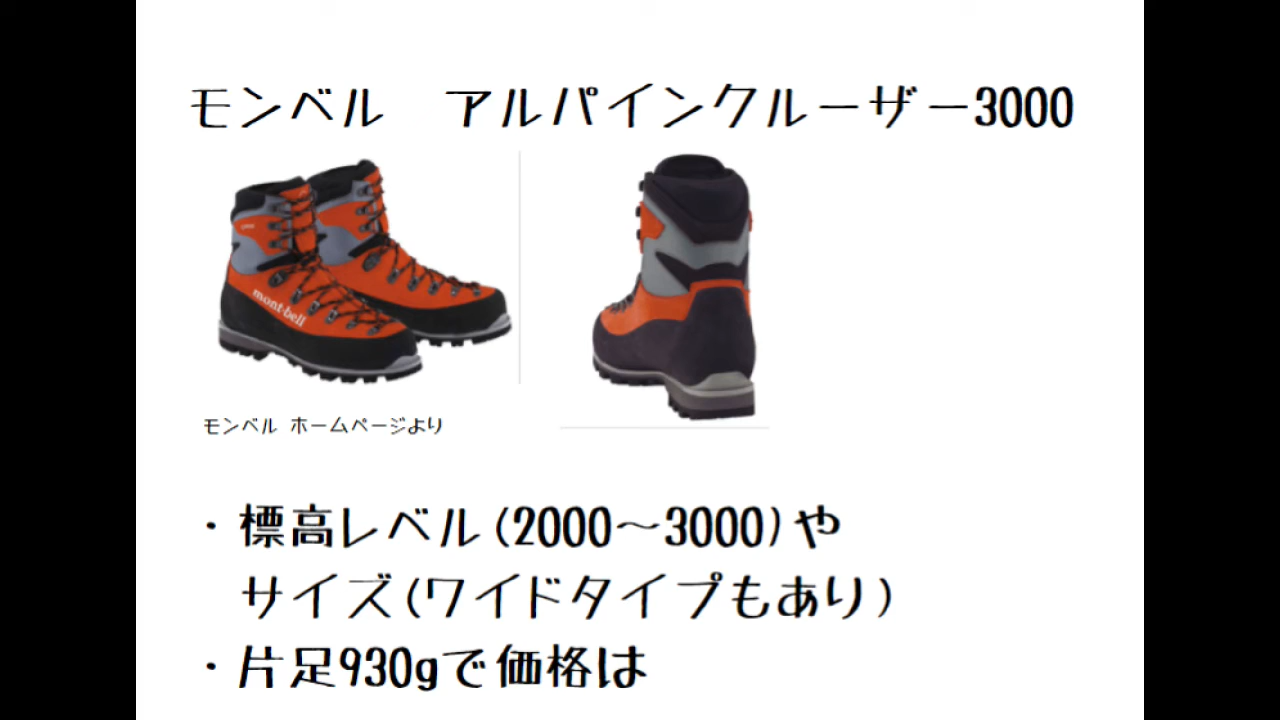 モンベル　アルパインクルーザー3000
mont-bell
モンベル ホームページより
・標高レベル(2000〜3000)や
サイズ(ワイドタイプもあり)
・片足930gで価格は